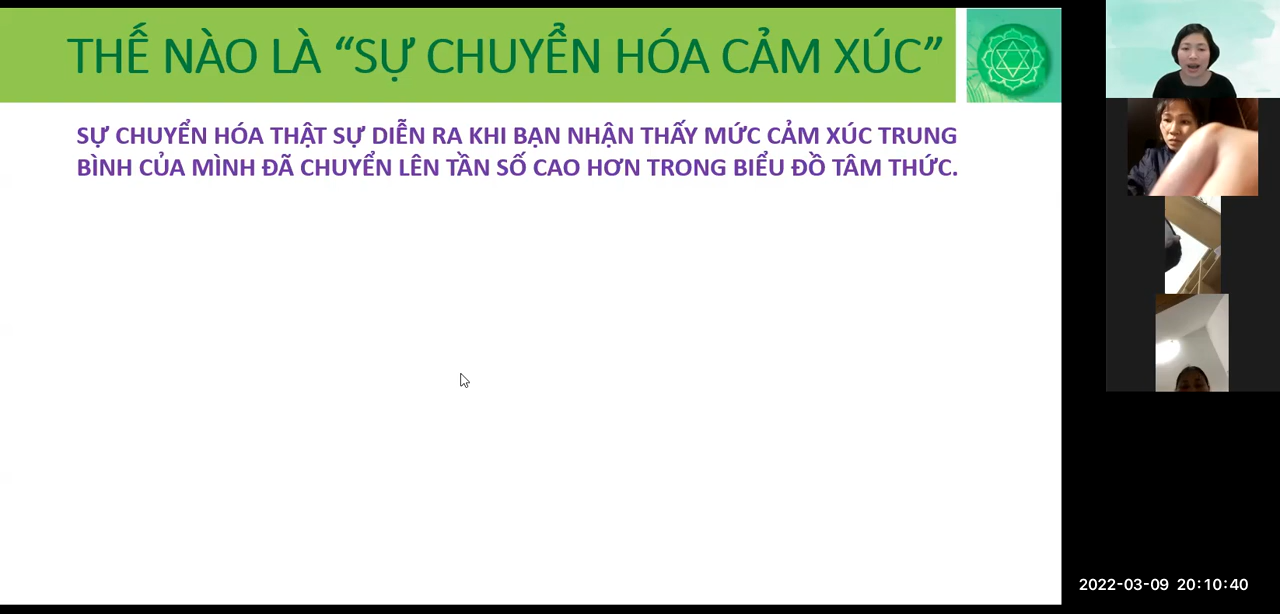 THẾ NÀO LÀ “SỰ CHUYỂN HÓA CẢM XÚC”
SỰ CHUYỂN HÓA THẬT SỰ DIỄN RA KHI BẠN NHẬN THẤY MỨC CẢM XÚC TRUNG
BÌNH CỦA MÌNH ĐÃ CHUYỂN LÊN TẦN SỐ CAO HƠN TRONG BIỂU ĐỒ TÂM THỨC.
2022-03-09 20:10:40